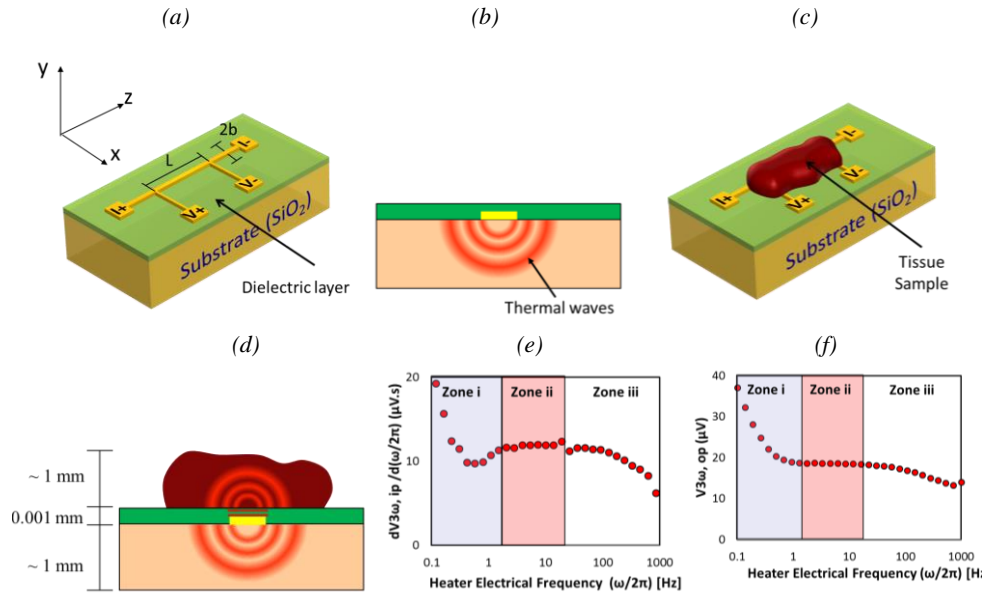 (a)
(b)
(c)
y
z
x
L
2b
I-
V-
I+
V+
Substrate (SiO2)
Dielectric layer
Thermal waves
I-
V-
I+
V+
Substrate (SiO2)
Tissue
Sample
(d)
(e)
(f)
~ 1 mm
0.001 mm
~ 1 mm
dV3ω, ip /d(ω/2π) (μV.s)
20
10
0
Zone i
Zone ii
Zone iii
0.1
1
10
100
1000
Heater Electrical Frequency (ω/2π) [Hz]
V3ω, op (μV)
40
30
20
10
0
Zone i
Zone ii
Zone iii
0.1
1
10
100
1000
Heater Electrical Frequency (ω/2π) [Hz